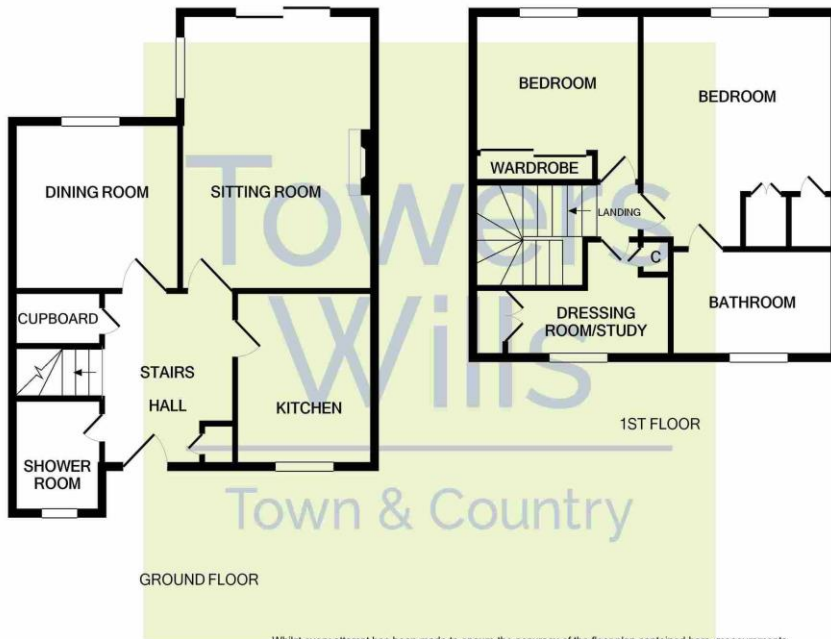 BEDROOM
BEDROOM
WARDROBE
LANDING
C
DRESSING
ROOM/STUDY
BATHROOM
1ST FLOOR
DINING ROOM
SITTING ROOM
CUPBOARD
STAIRS
HALL
KITCHEN
SHOWER
ROOM
GROUND FLOOR
Towers
Wills
Town & Country